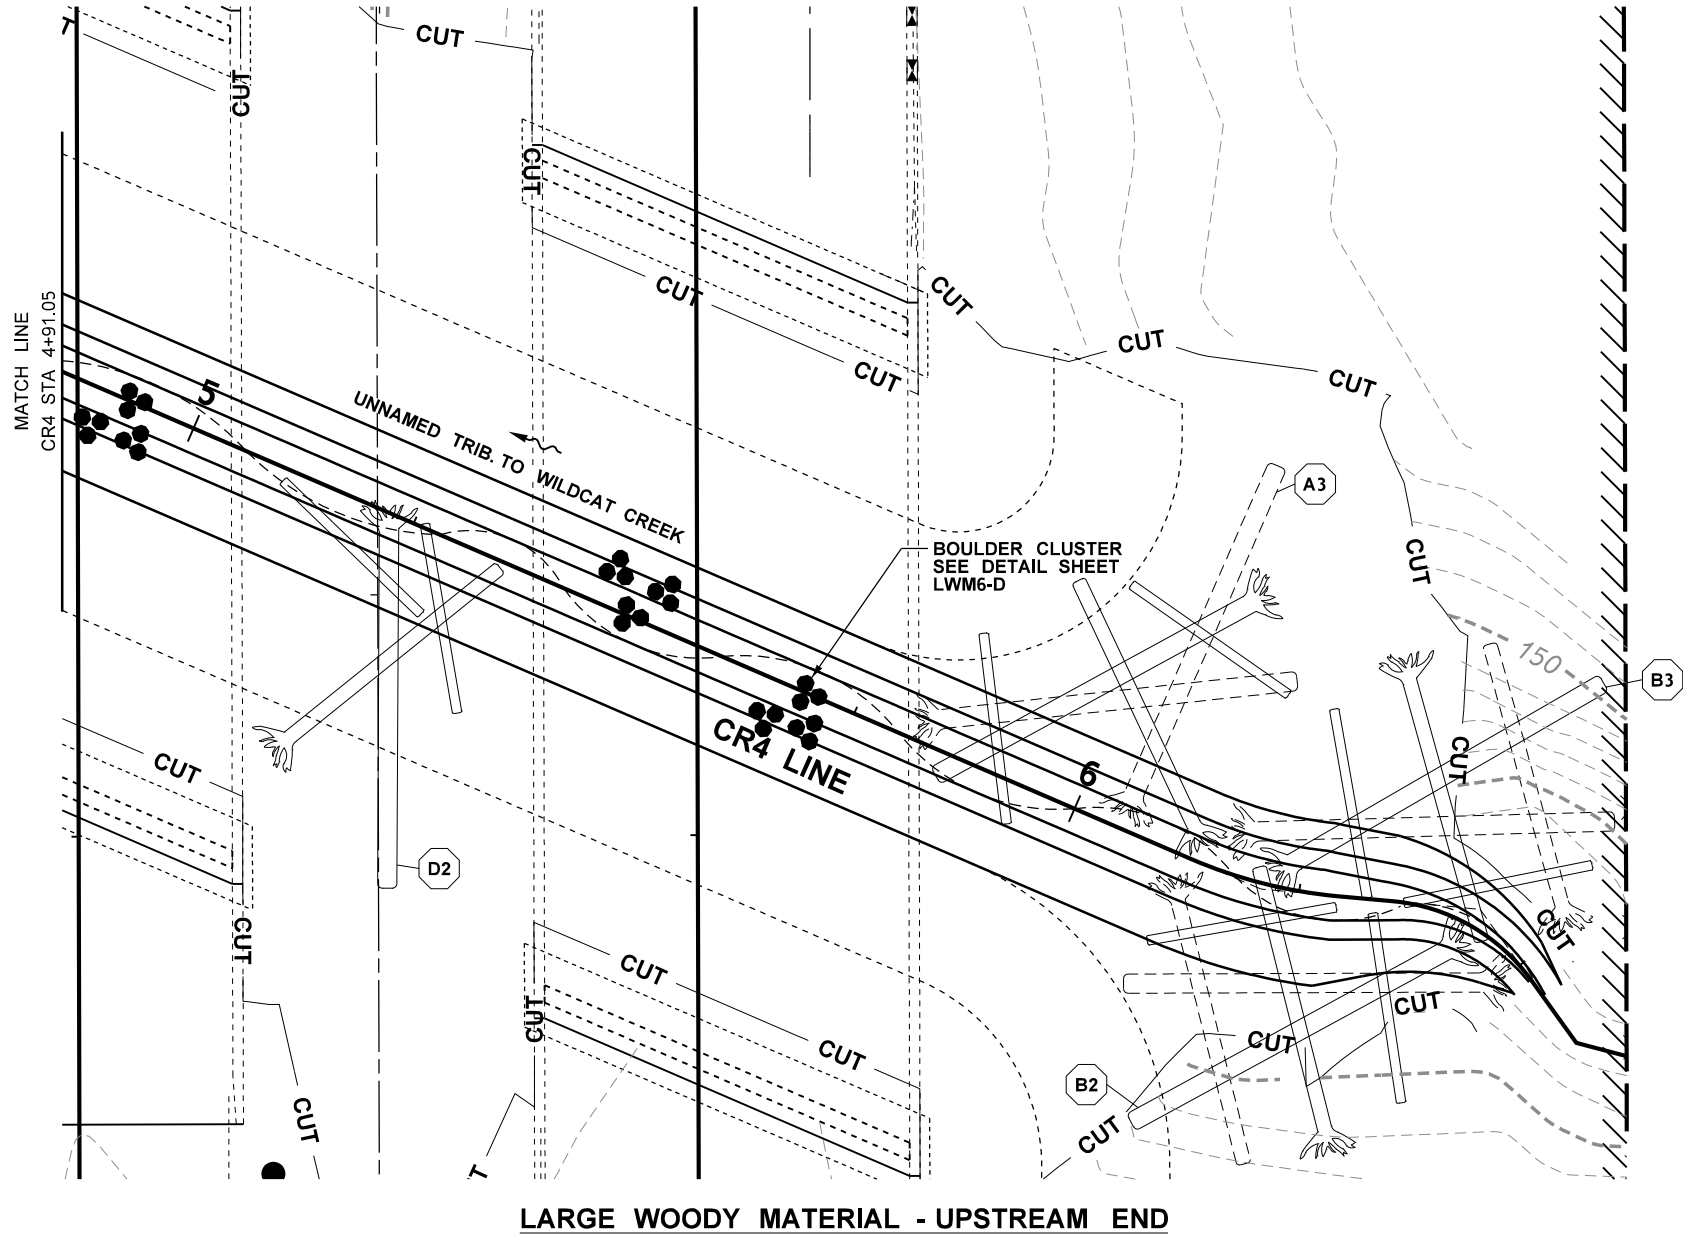 CUT
T
CUT
CUT
CUT
CUT
CUT
CUT
CUT
MATCH LINE
CR4 STA 4+91.05
5
UNNAMED TRIB. TO WILDCAT CREEK
A3
BOULDER CLUSTER
SEE DETAIL SHEET
LWM6-D
CUT
150
B3
CR4 LINE
6
CUT
CUT
D2
CUT
CUT
CUT
CUT
CUT
CUT
CUT
B2
CUT
CUT
T
LARGE WOODY MATERIAL - UPSTREAM END